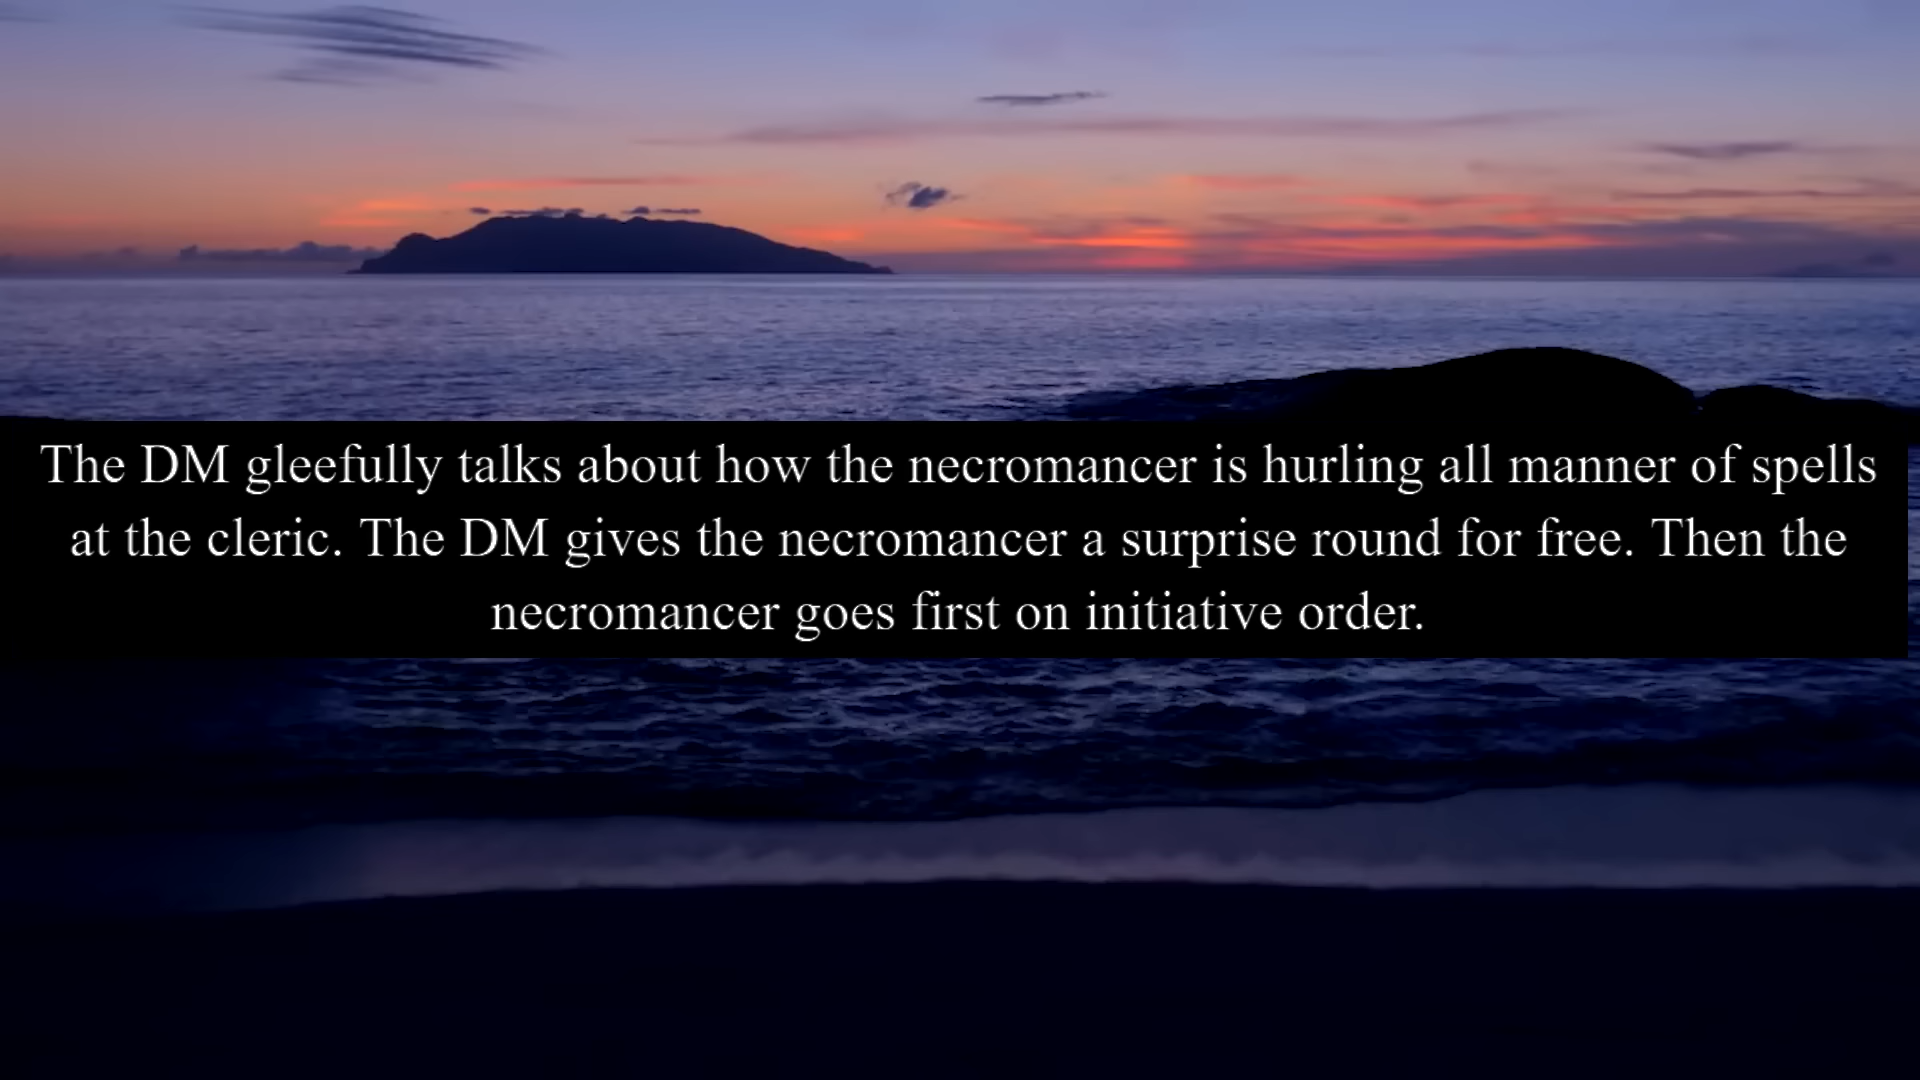 The DM gleefully talks about how the necromancer is hurling all manner of spells
at the cleric. The DM gives the necromancer a surprise round for free. Then the
necromancer goes first on initiative order.